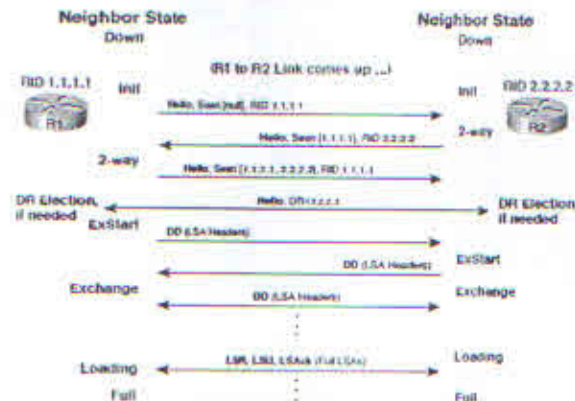 Neighbor State
Neighbor State
Down
Down
(R1 to R2 Link comes up ...)
RID 1.1.1.1
Init
Init
RID 2.2.2.2
R1
Hello, Seen [null], RID 1.1.1.1
R2
2-way
Hello, Seen [1.1.1.1], RID 2.2.2.2
2-way
Hello, Seen [1.1.1.1, 2.2.2.2], RID 1.1.1.1
DR Election,
if needed
Hello, DR=
DR Election,
if needed
ExStart
DD (LSA Headers)
DD (LSA Headers)
ExStart
Exchange
DD (LSA Headers)
Exchange
Loading
LSR, LSU, LSAck (Full LSAs)
Loading
Full
Full